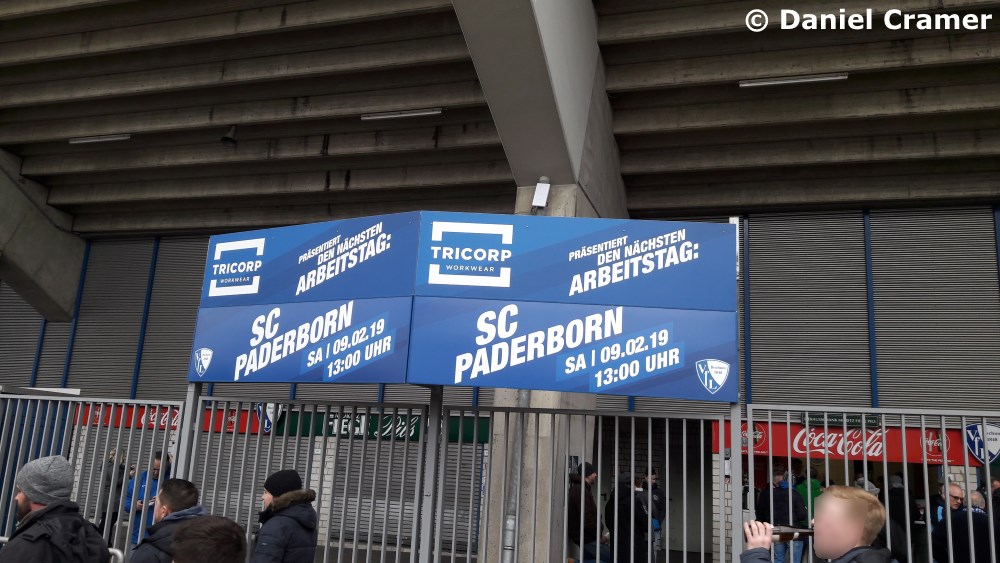 © Daniel Cramer
TRICORP
WORKWEAR
PRÄSENTIERT
DEN NÄCHSTEN
ARBEITSTAG:
SC
PADERBORN
SA | 09.02.19
13:00 UHR
TRICORP
WORKWEAR
PRÄSENTIERT
DEN NÄCHSTEN
ARBEITSTAG:
SC
PADERBORN
SA | 09.02.19
13:00 UHR
VfL
Coca-Cola